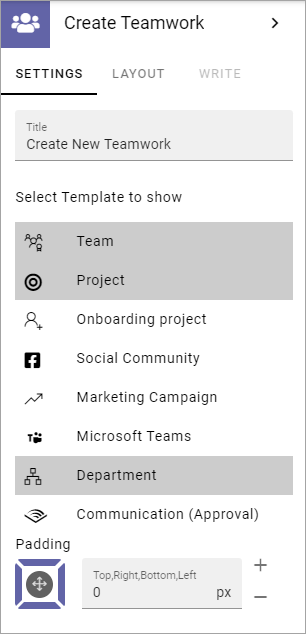 Create Teamwork
SETTINGS LAYOUT WRITE
Title
Create New Teamwork
Select Template to show
Team
Project
Onboarding project
Social Community
Marketing Campaign
Microsoft Teams
Department
Communication (Approval)
Padding
Top,Right,Bottom,Left
0 px